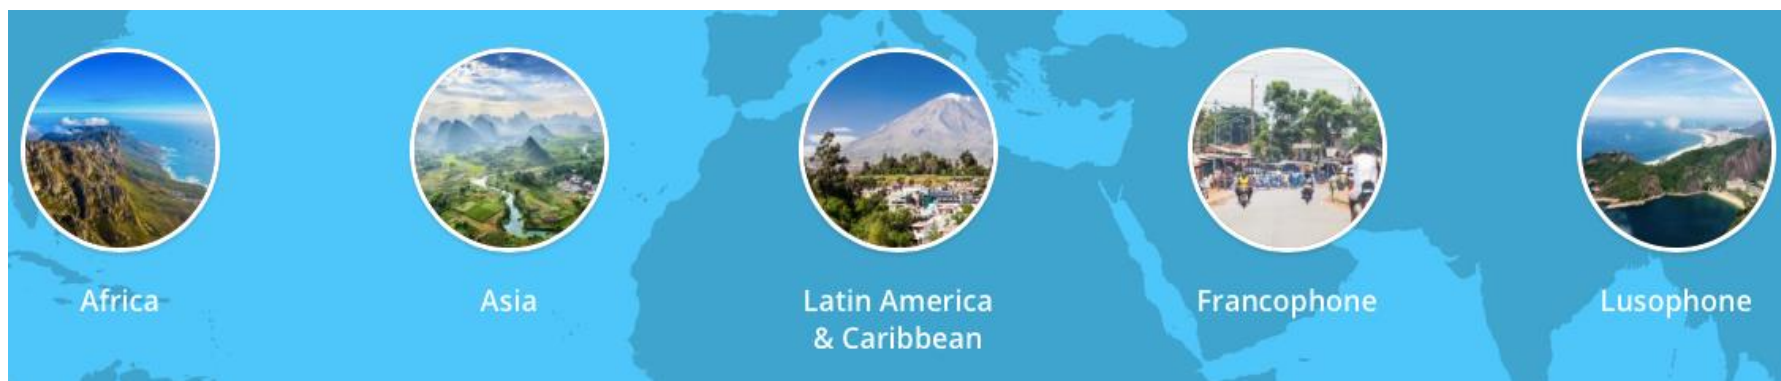 Africa
Asia
Latin America
& Caribbean
Francophone
Lusophone